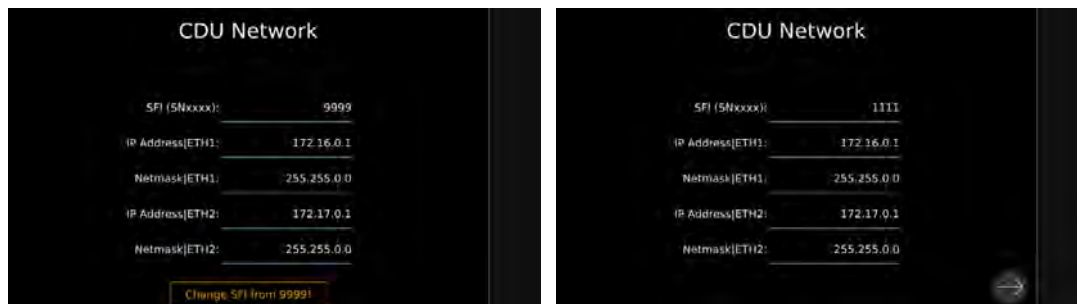 CDU Network
SFI (SNxxxx): 9999
IP Address|ETH1: 172.16.0.1
Netmask|ETH1: 255.255.0.0
IP Address|ETH2: 172.17.0.1
Netmask|ETH2: 255.255.0.0
Change SFI from 9999!
CDU Network
SFI (SNxxxx): 1111
IP Address|ETH1: 172.16.0.1
Netmask|ETH1: 255.255.0.0
IP Address|ETH2: 172.17.0.1
Netmask|ETH2: 255.255.0.0